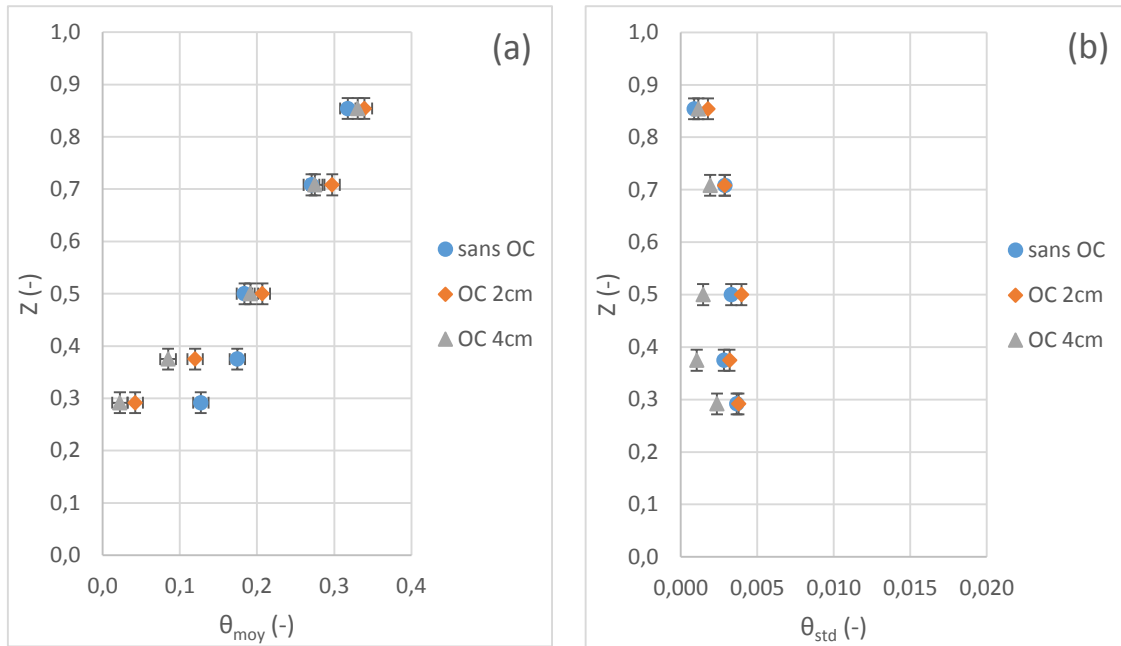 (a)
1,0
0,9
0,8
0,7
0,6
0,5
0,4
0,3
0,2
0,1
0,0
Z (-)
0,0 0,1 0,2 0,3 0,4
θmoy (-)
sans OC
OC 2cm
OC 4cm
(b)
1,0
0,9
0,8
0,7
0,6
0,5
0,4
0,3
0,2
0,1
0,0
Z (-)
0,000 0,005 0,010 0,015 0,020
θstd (-)
sans OC
OC 2cm
OC 4cm